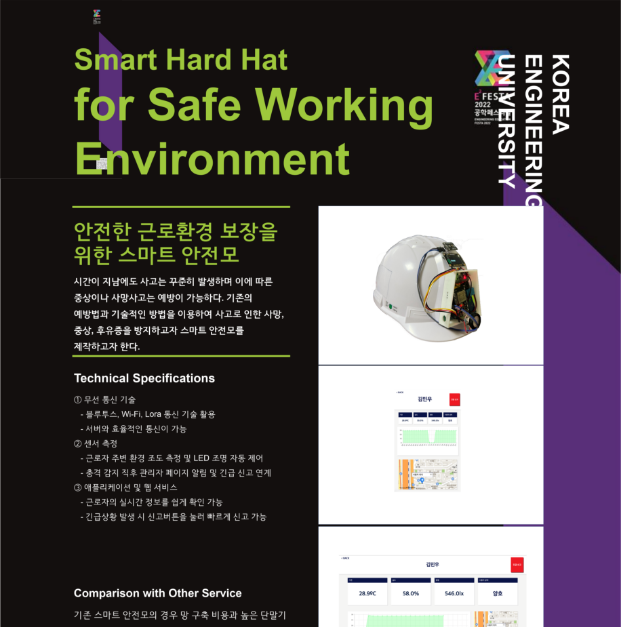 Smart Hard Hat
for Safe Working
Environment
E²FESTA
2022
공학페스
KOREA
ENGINEERING
UNIVERSITY
안전한 근로환경 보장을
위한 스마트 안전모
시간이 지남에도 사고는 꾸준히 발생하며 이에 따른
중상이나 사망사고는 예방이 가능하다. 기존의
예방법과 기술적인 방법을 이용하여 사고로 인한 사망,
중상, 후유증을 방지하고자 스마트 안전모를
제작하고자 한다.
Technical Specifications
① 무선 통신 기술
- 블루투스, Wi-Fi, Lora 통신 기술 활용
- 서버와 효율적인 통신이 가능
② 센서 측정
- 근로자 주변 환경 조도 측정 및 LED 조명 자동 제어
- 충격 감지 직후 관리자 페이지 알림 및 긴급 신고 연계
③ 애플리케이션 및 웹 서비스
- 근로자의 실시간 정보를 쉽게 확인 가능
- 긴급상황 발생 시 신고버튼을 눌러 빠르게 신고 가능
Comparison with Other Service
기존 스마트 안전모의 경우 망 구축 비용과 높은 단말기
김민우
김민우
28.9ºC
58.0%
546.0lx
양호